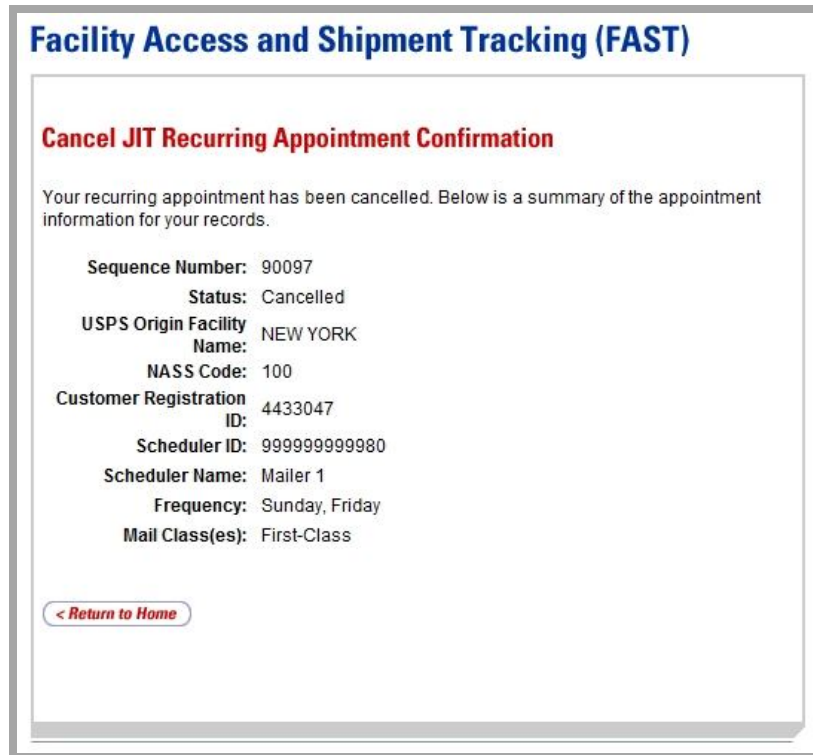 Facility Access and Shipment Tracking (FAST)
Cancel JIT Recurring Appointment Confirmation
Your recurring appointment has been cancelled. Below is a summary of the appointment
information for your records.
Sequence Number: 90097
Status: Cancelled
USPS Origin Facility
Name: NEW YORK
NASS Code: 100
Customer Registration
ID: 4433047
Scheduler ID: 999999999980
Scheduler Name: Mailer 1
Frequency: Sunday, Friday
Mail Class(es): First-Class
< Return to Home